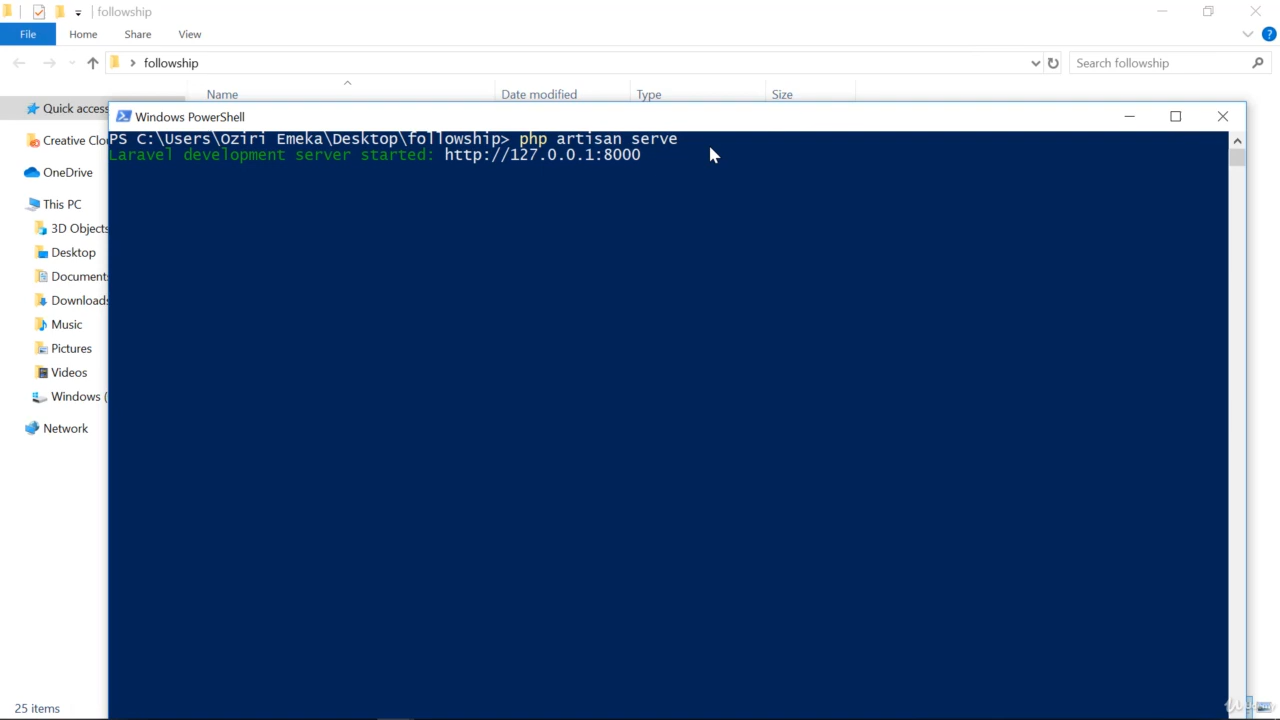 followship
File Home Share View
followship
Search followship
Name Date modified Type Size
Quick access
Windows PowerShell
PS C:\Users\Oziri Emeka\Desktop\followship> php artisan serve
Laravel development server started: http://127.0.0.1:8000
Creative Clou
OneDrive
This PC
3D Objects
Desktop
Documents
Downloads
Music
Pictures
Videos
Windows (
Network
25 items